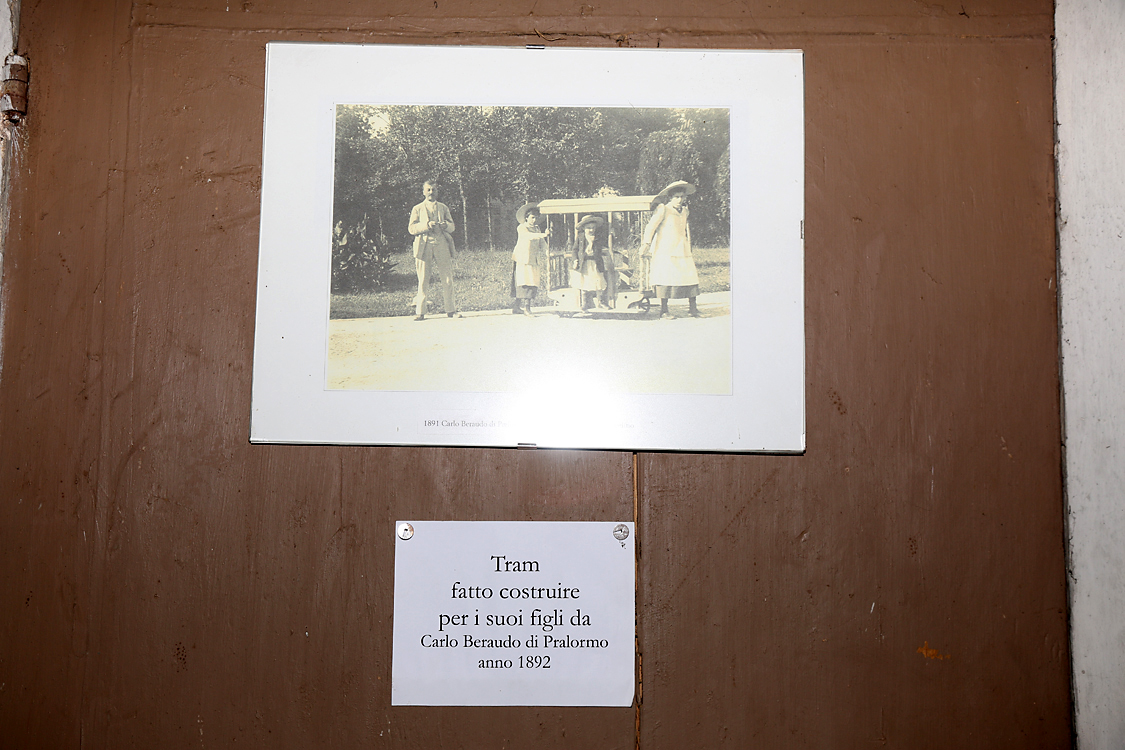 1891 Carlo Beraudo di
Tram
fatto costruire
per i suoi figli da
Carlo Beraudo di Pralormo
anno 1892